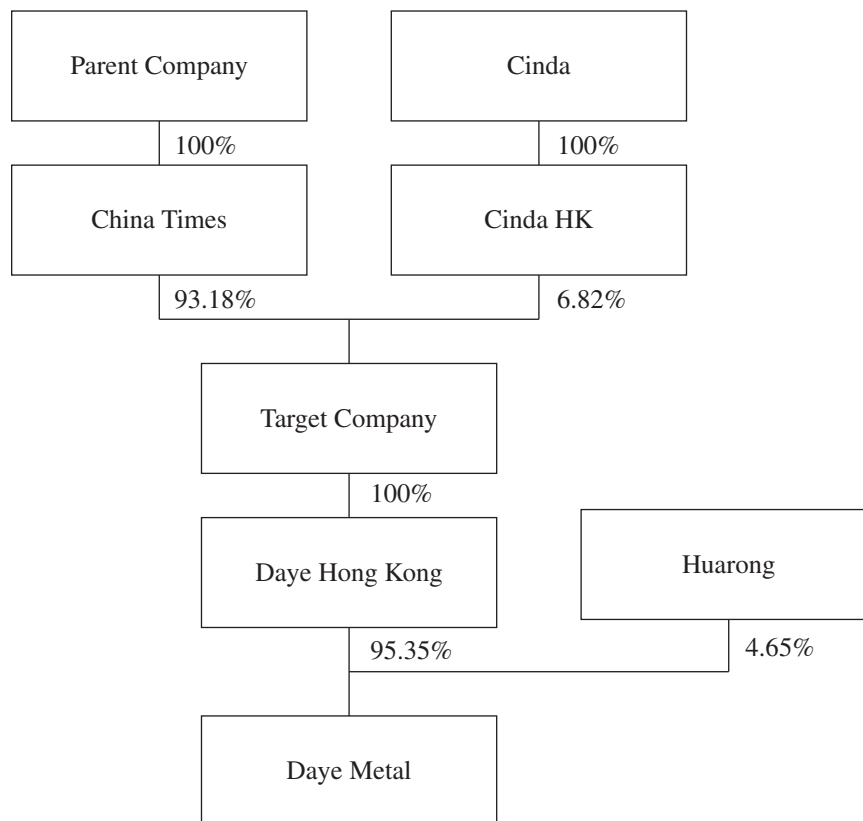 Parent Company
Cinda
100%
100%
China Times
Cinda HK
93.18%
6.82%
Target Company
100%
Daye Hong Kong
Huarong
95.35%
4.65%
Daye Metal